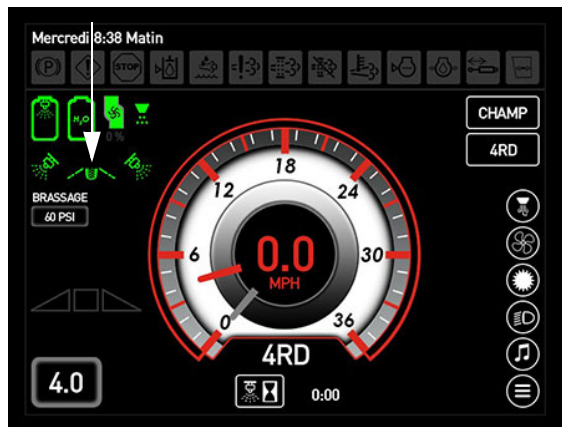 Mercredi 8:38 Matin
(P)
STOP
H₂O
0 %
CHAMP
4RD
BRASSAGE
60 PSI
0
6
12
18
24
30
36
0.0
MPH
4RD
4.0
0:00